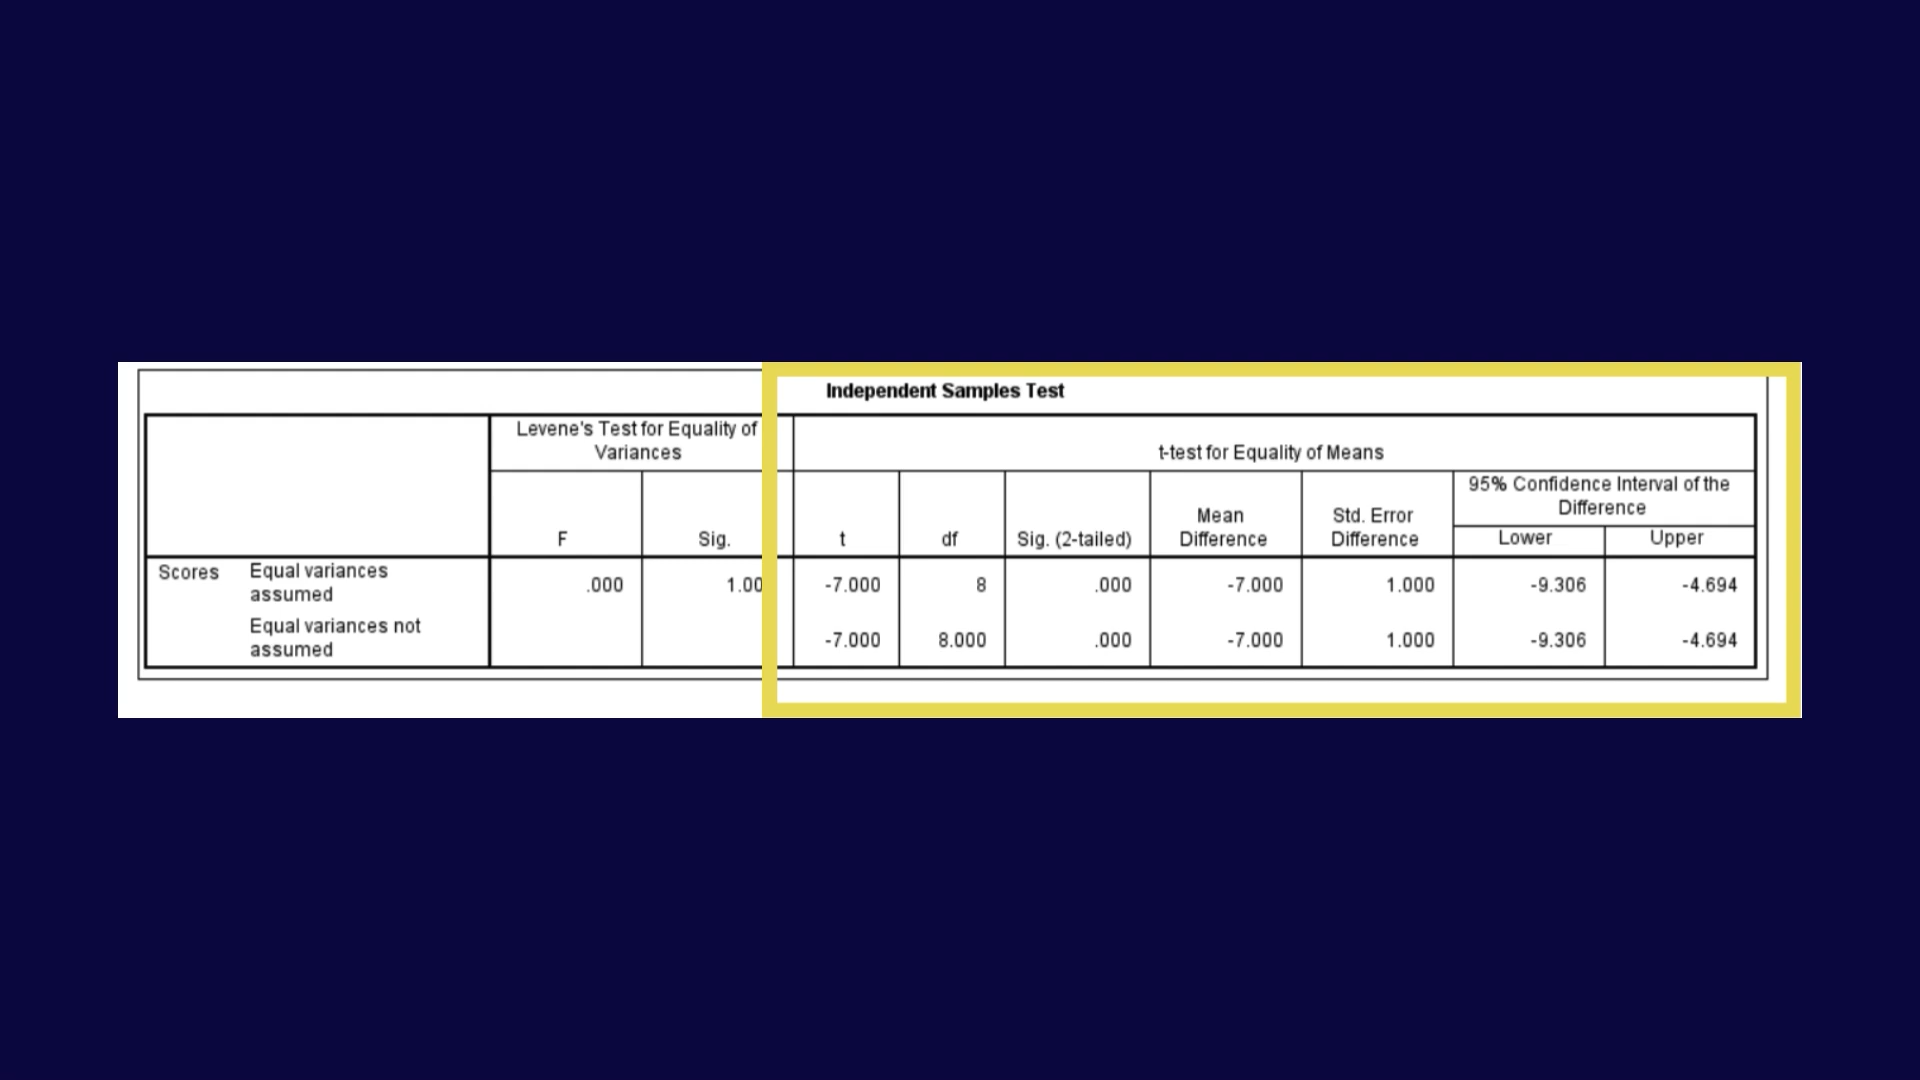 Independent Samples Test
Levene's Test for Equality of
Variances
t-test for Equality of Means
F
Sig.
t
df
Sig. (2-tailed)
Mean
Difference
Std. Error
Difference
95% Confidence Interval of the
Difference
Lower
Upper
Scores
Equal variances
assumed
.000
1.00
-7.000
8
.000
-7.000
1.000
-9.306
-4.694
Equal variances not
assumed
-7.000
8.000
.000
-7.000
1.000
-9.306
-4.694